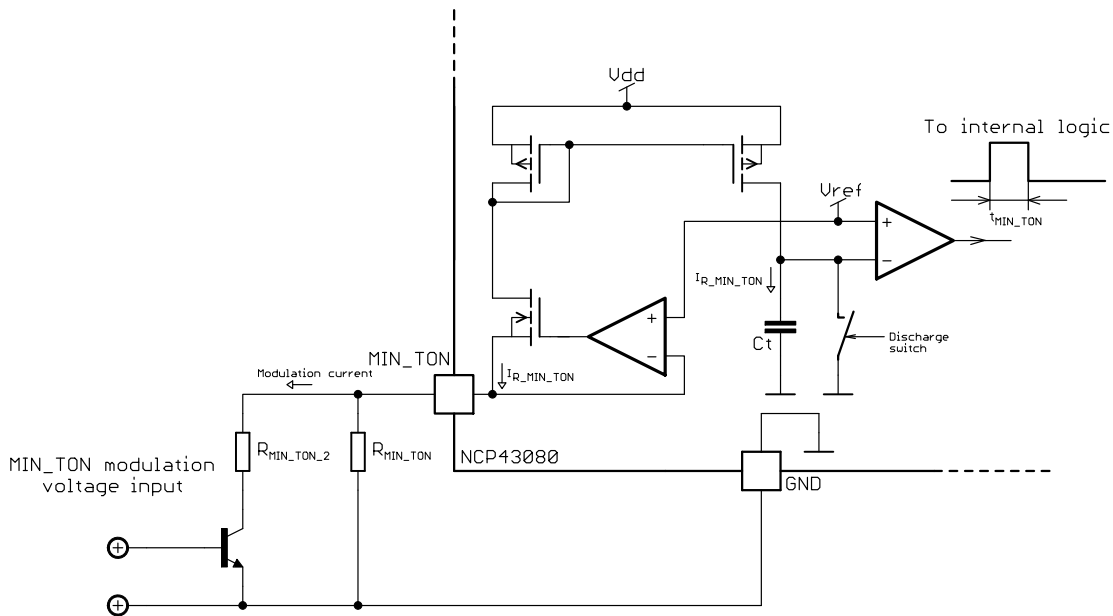 Vdd
To internal logic
Vref
tMIN_TON
+
−
IR_MIN_TON
+
−
Ct
Discharge
switch
MIN_TON
IR_MIN_TON
Modulation current
RMIN_TON_2
RMIN_TON
NCP43080
MIN_TON modulation
voltage input
GND